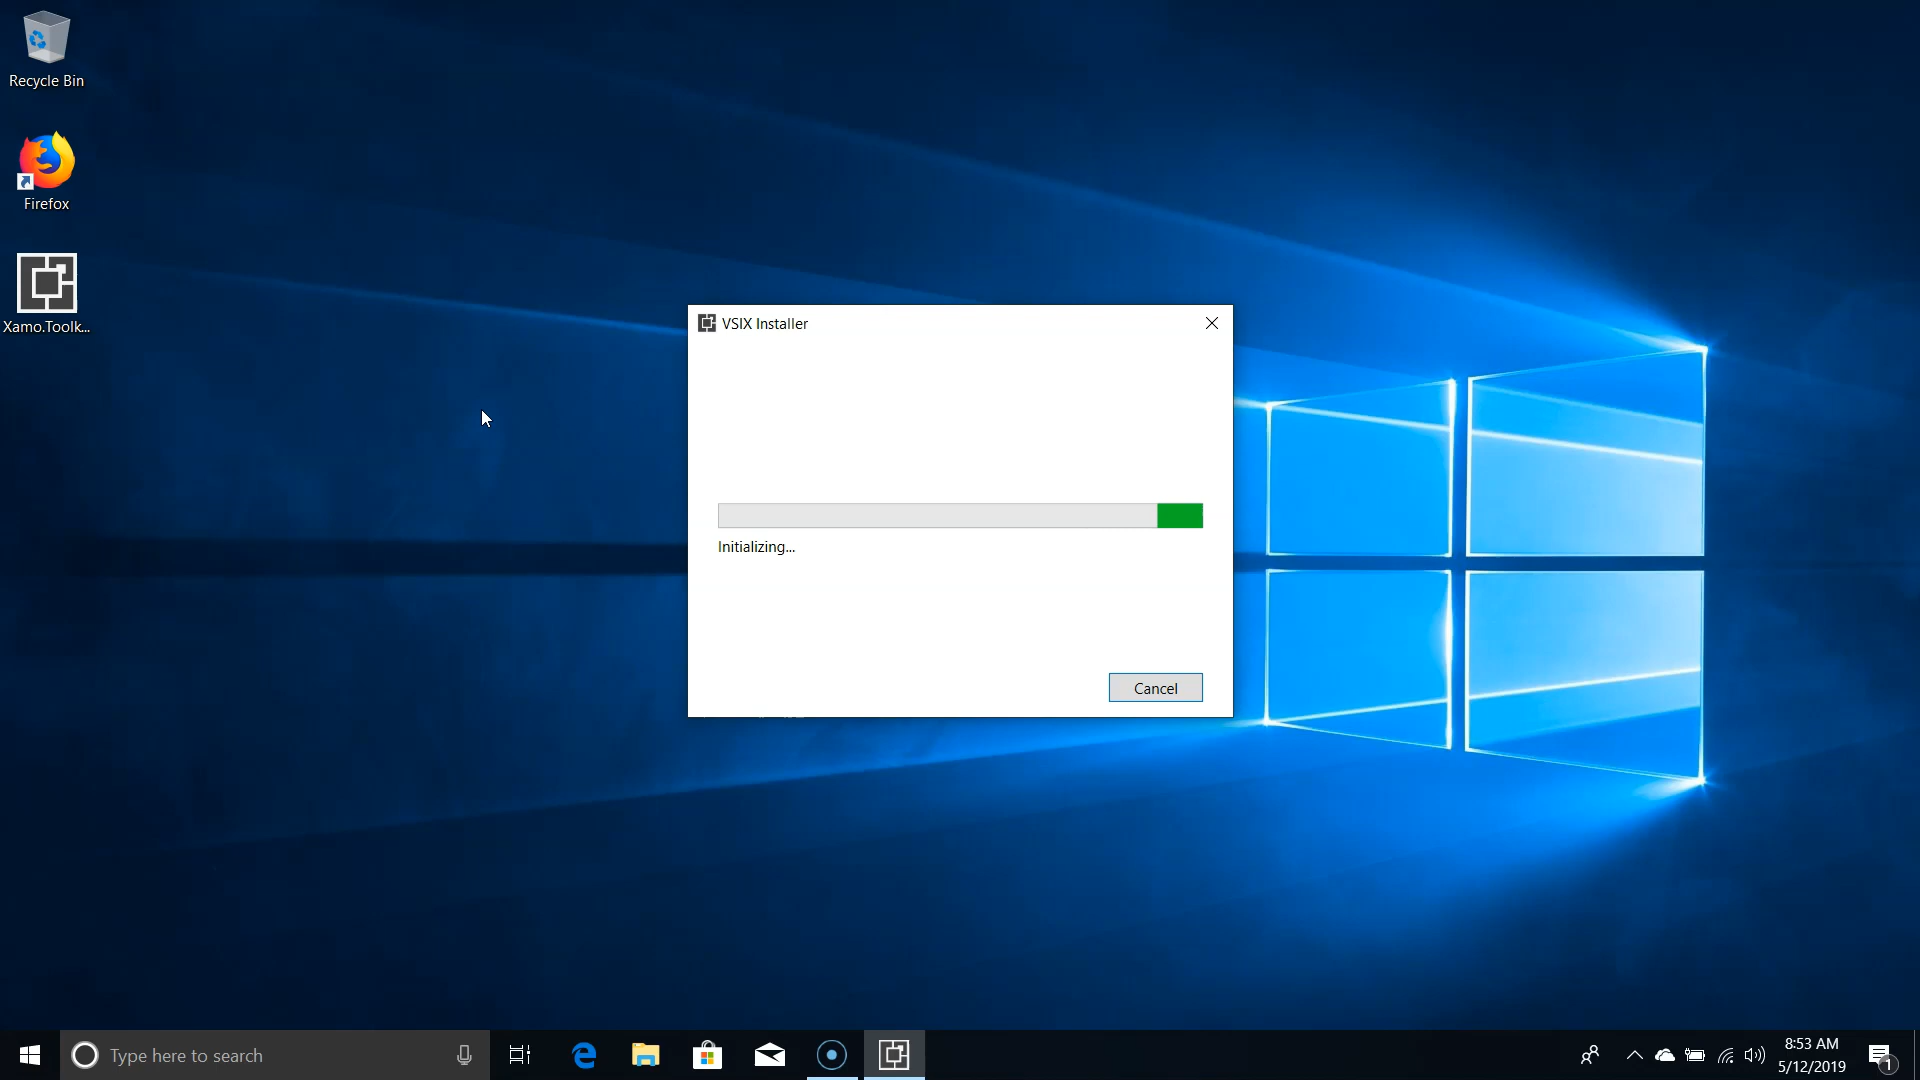 Recycle Bin
Firefox
Xamo.Toolk...
VSIX Installer
Initializing...
Cancel
Type here to search
8:53 AM
5/12/2019
1